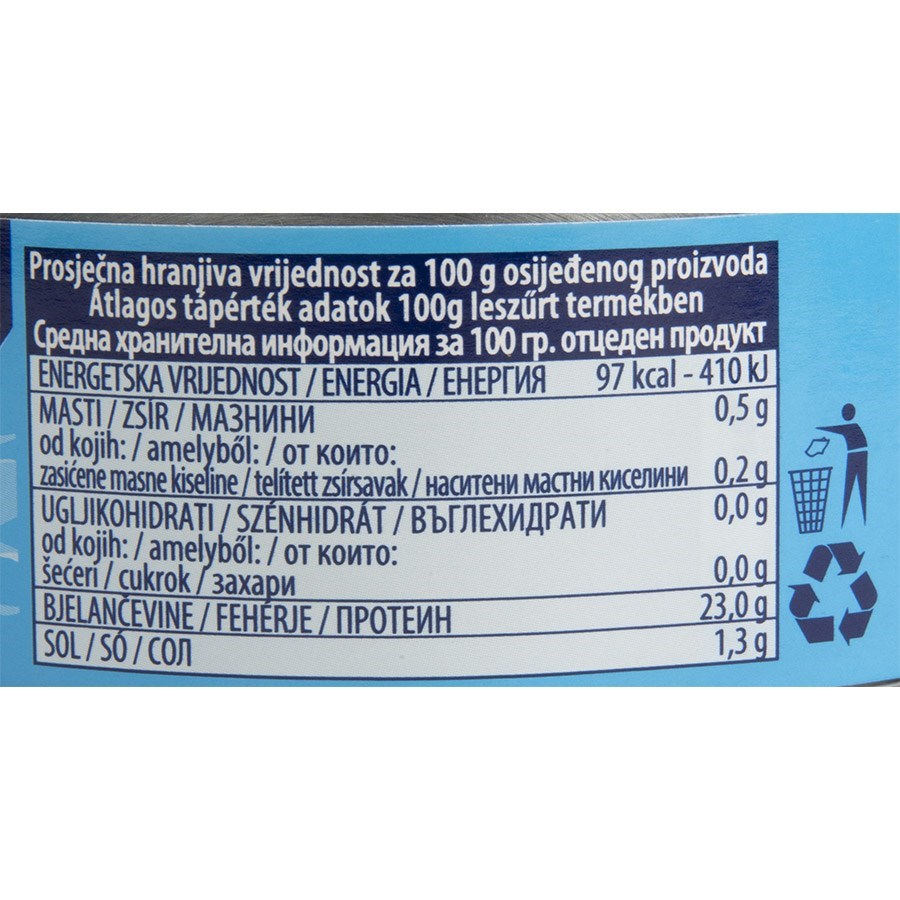 Prosječna hranjiva vrijednost za 100 g osijeđenog proizvoda
Átlagos tápérték adatok 100g leszűrt termékben
Средна хранителна информация за 100 гр. отцеден продукт
ENERGETSKA VRIJEDNOST / ENERGIA / ЕНЕРГИЯ 97 kcal - 410 kJ
MASTI / ZSÍR / МАЗНИНИ 0,5 g
od kojih: / amelyből: / от които:
zasićene masne kiseline / telített zsírsavak / наситени мастни киселини 0,2 g
UGLJIKOHIDRATI / SZÉNHIDRÁT / ВЪГЛЕХИДРАТИ 0,0 g
od kojih: / amelyből: / от които:
šećeri / cukrok / захари 0,0 g
BJELANČEVINE / FEHÉRJE / ПРОТЕИН 23,0 g
SOL / SÓ / СОЛ 1,3 g